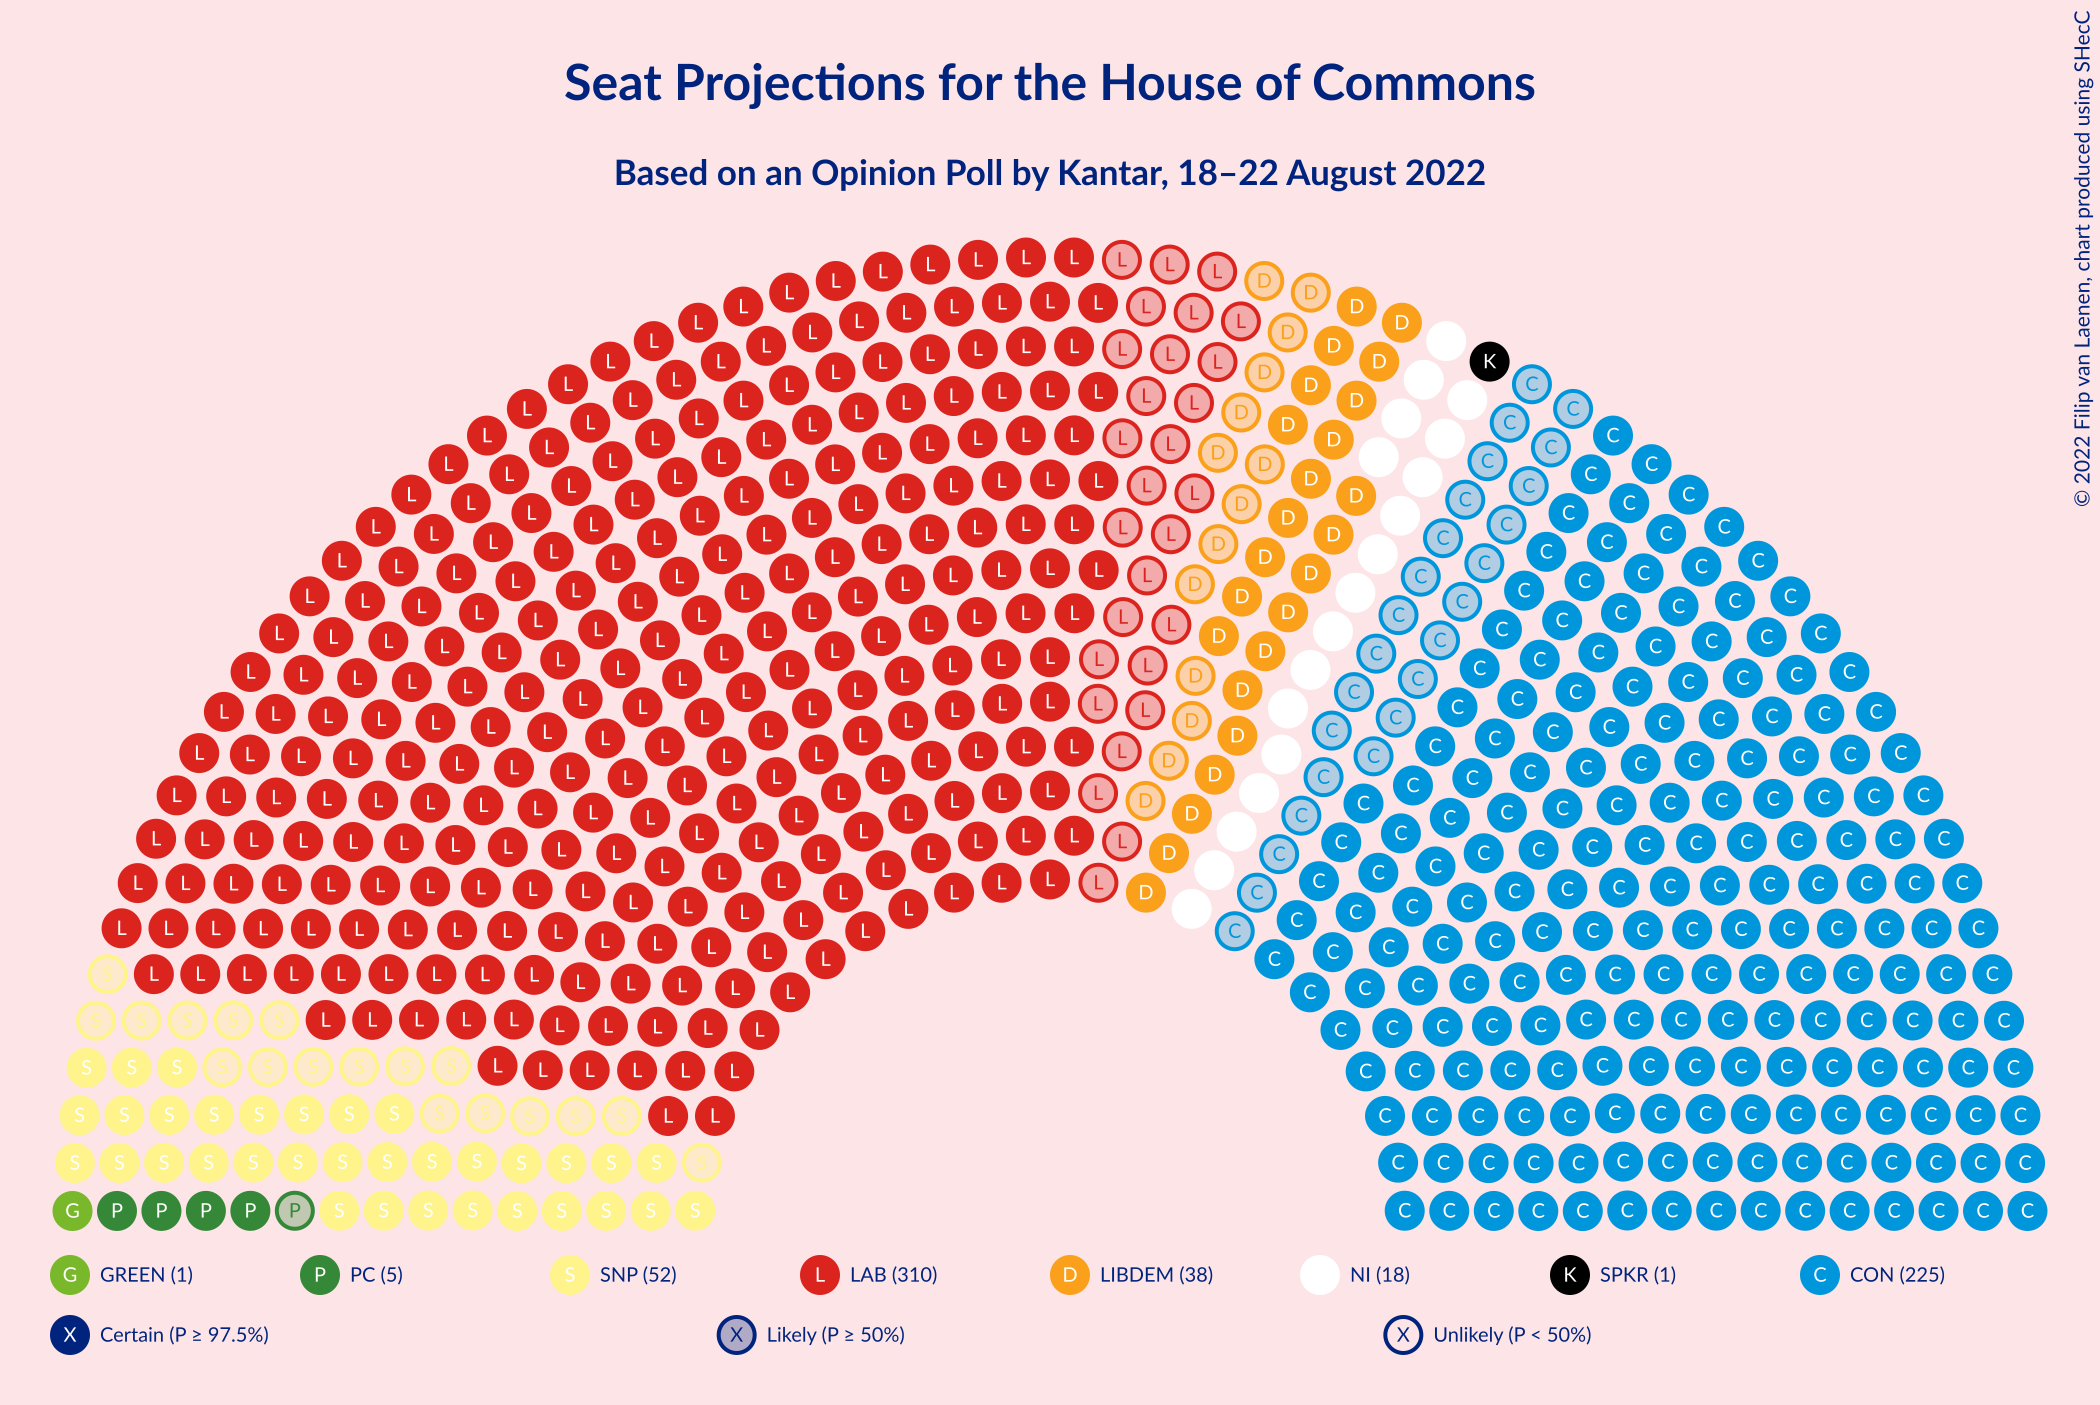 Seat Projections for the House of Commons
Based on an Opinion Poll by Kantar, 18–22 August 2022
© 2022 Filip van Laenen, chart produced using SHecC
G GREEN (1) P PC (5) S SNP (52) L LAB (310) D LIBDEM (38) NI (18) K SPKR (1) C CON (225)
X Certain (P ≥ 97.5%) X Likely (P ≥ 50%) X Unlikely (P < 50%)